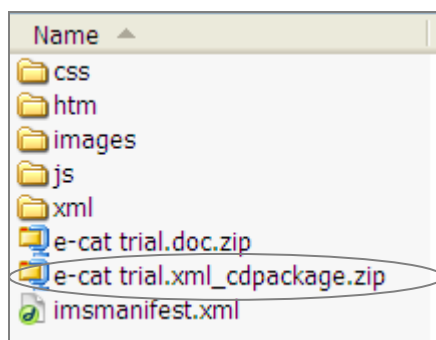 Name
css
htm
images
js
xml
e-cat trial.doc.zip
e-cat trial.xml_cdpackage.zip
imsmanifest.xml